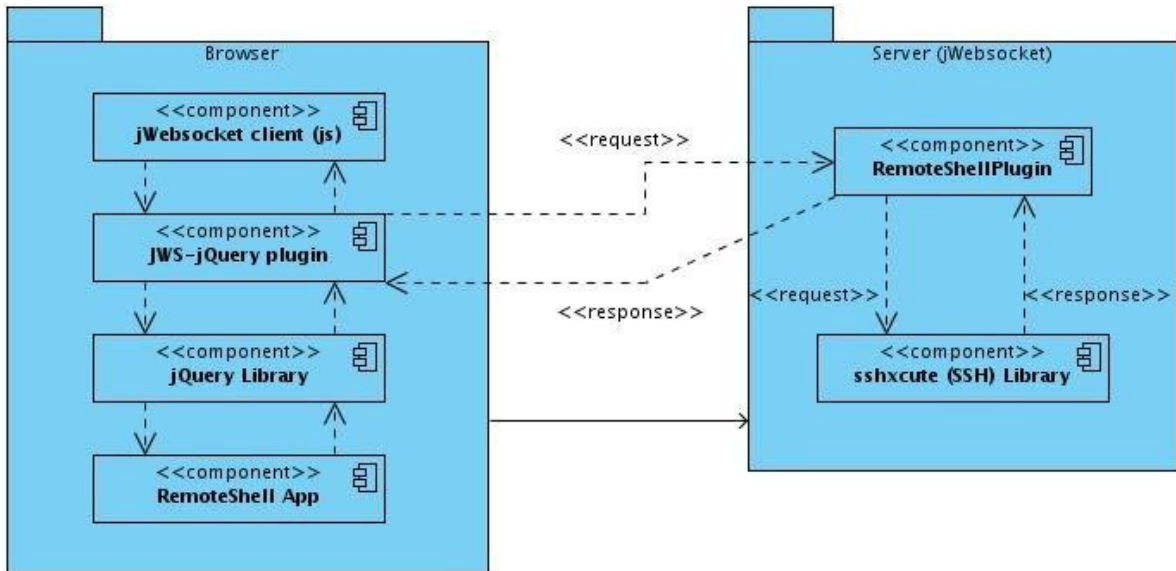 Browser
<<component>>
jWebsocket client (js)
<<component>>
JWS-jQuery plugin
<<component>>
jQuery Library
<<component>>
RemoteShell App
<<request>>
<<response>>
Server (jWebsocket)
<<component>>
RemoteShellPlugin
<<request>>
<<response>>
<<component>>
sshxcute (SSH) Library